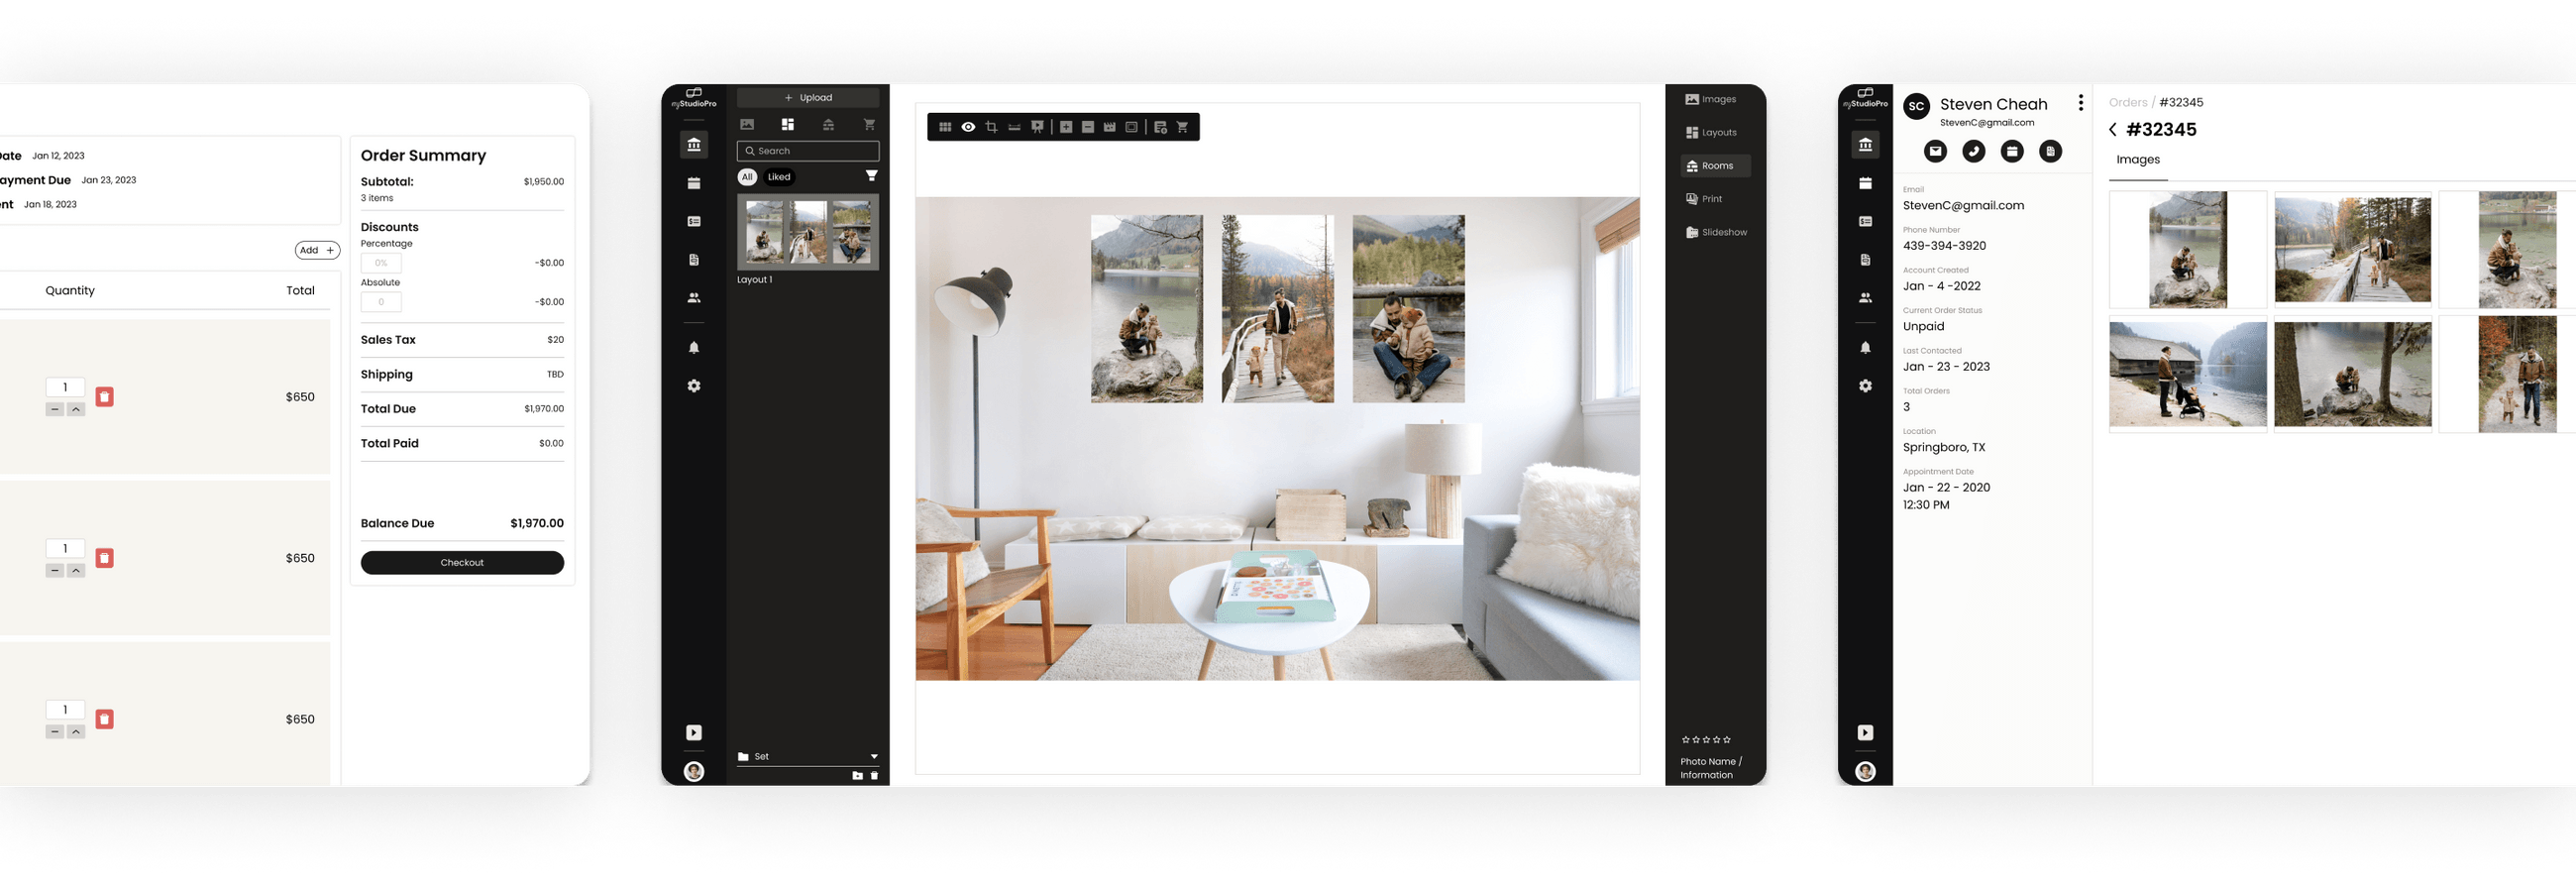 Date Jan 12, 2023
ayment Due Jan 23, 2023
nt Jan 18, 2023
Add +
Quantity Total
1 $650
1 $650
1 $650
Order Summary
Subtotal: $1,950.00
3 items
Discounts
Percentage
0% -$0.00
Absolute
0 -$0.00
Sales Tax $20
Shipping TBD
Total Due $1,970.00
Total Paid $0.00
Balance Due $1,970.00
Checkout
myStudioPro
+ Upload
Search
All Liked
Layout 1
Set
Images
Layouts
Rooms
Print
Slideshow
Photo Name /
Information
myStudioPro
SC Steven Cheah
StevenC@gmail.com
Email
StevenC@gmail.com
Phone Number
439-394-3920
Account Created
Jan - 4 -2022
Current Order Status
Unpaid
Last Contacted
Jan - 23 - 2023
Total Orders
3
Location
Springboro, TX
Appointment Date
Jan - 22 - 2020
12:30 PM
Orders / #32345
#32345
Images